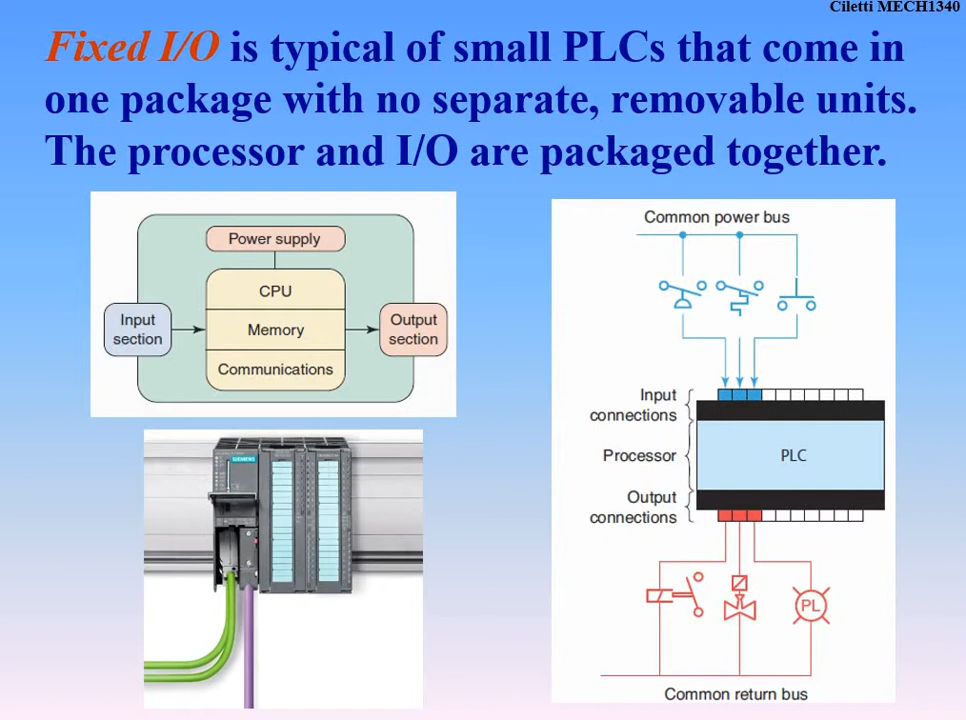 Ciletti MECH1340
Fixed I/O is typical of small PLCs that come in
one package with no separate, removable units.
The processor and I/O are packaged together.
Power supply
CPU
Memory
Communications
Input
section
Output
section
SIEMENS
Common power bus
Input
connections
Processor
PLC
Output
connections
PL
Common return bus